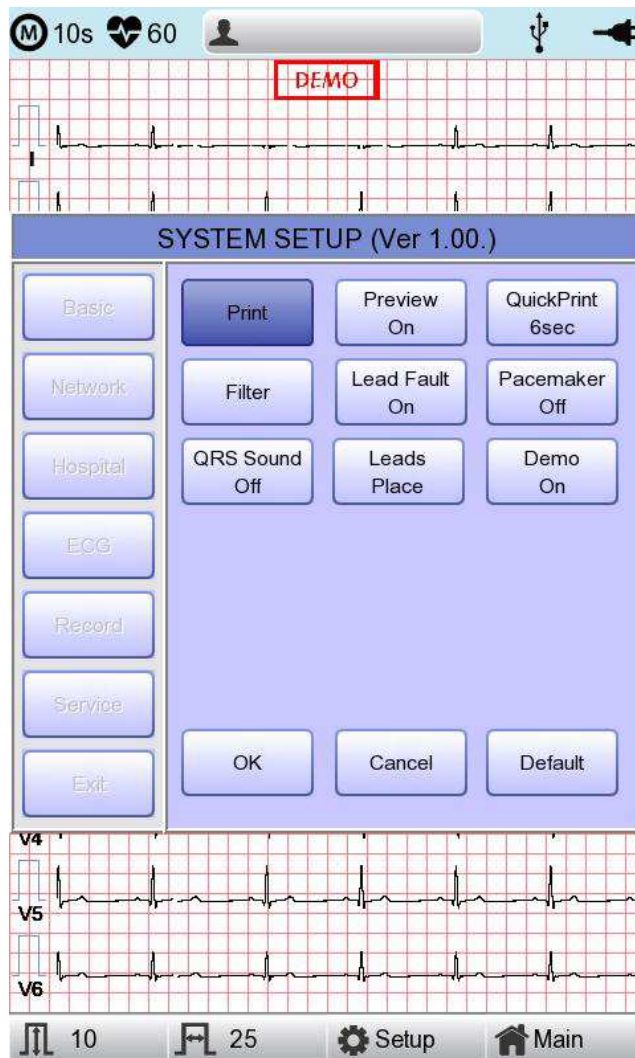 M 10s 60
DEMO
I
SYSTEM SETUP (Ver 1.00.)
Basic
Print
Preview
On
QuickPrint
6sec
Network
Filter
Lead Fault
On
Pacemaker
Off
Hospital
QRS Sound
Off
Leads
Place
Demo
On
ECG
Record
Service
Exit
OK
Cancel
Default
V4
V5
V6
10
25
Setup
Main